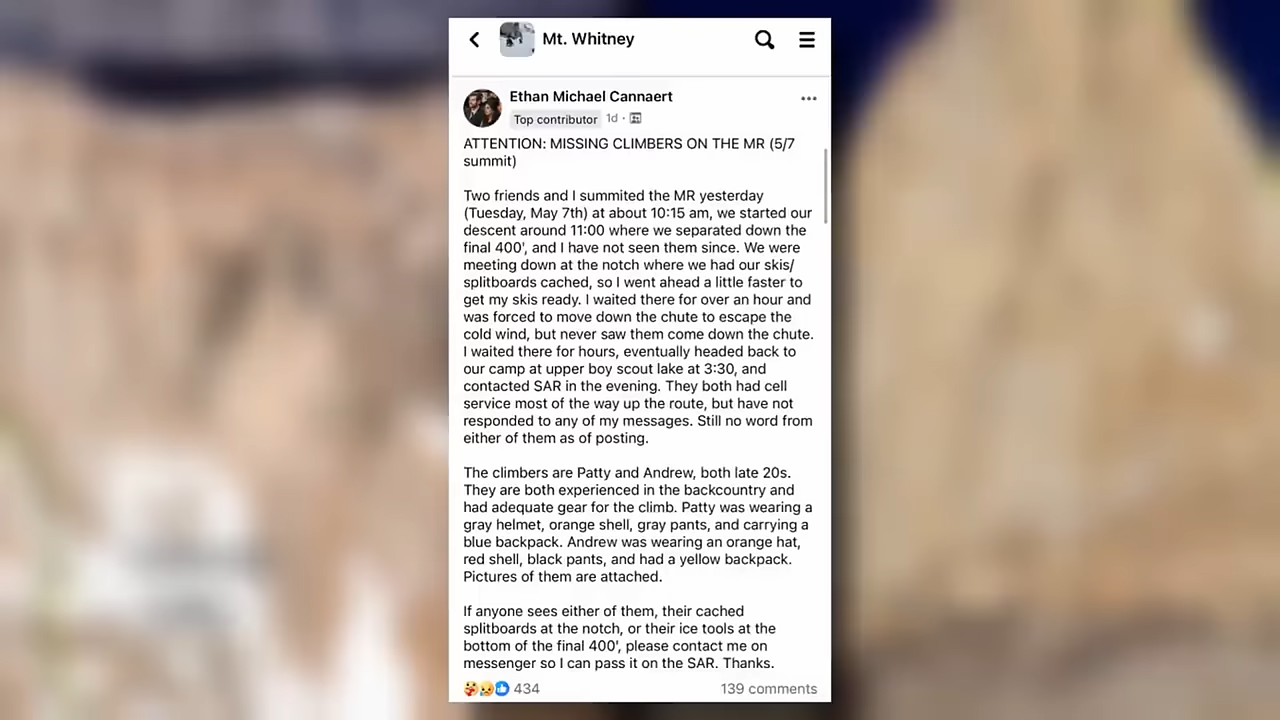 Mt. Whitney
Ethan Michael Cannaert
Top contributor 1d ·
ATTENTION: MISSING CLIMBERS ON THE MR (5/7
summit)
Two friends and I summited the MR yesterday
(Tuesday, May 7th) at about 10:15 am, we started our
descent around 11:00 where we separated down the
final 400', and I have not seen them since. We were
meeting down at the notch where we had our skis/
splitboards cached, so I went ahead a little faster to
get my skis ready. I waited there for over an hour and
was forced to move down the chute to escape the
cold wind, but never saw them come down the chute.
I waited there for hours, eventually headed back to
our camp at upper boy scout lake at 3:30, and
contacted SAR in the evening. They both had cell
service most of the way up the route, but have not
responded to any of my messages. Still no word from
either of them as of posting.
The climbers are Patty and Andrew, both late 20s.
They are both experienced in the backcountry and
had adequate gear for the climb. Patty was wearing a
gray helmet, orange shell, gray pants, and carrying a
blue backpack. Andrew was wearing an orange hat,
red shell, black pants, and had a yellow backpack.
Pictures of them are attached.
If anyone sees either of them, their cached
splitboards at the notch, or their ice tools at the
bottom of the final 400', please contact me on
messenger so I can pass it on the SAR. Thanks.
434
139 comments